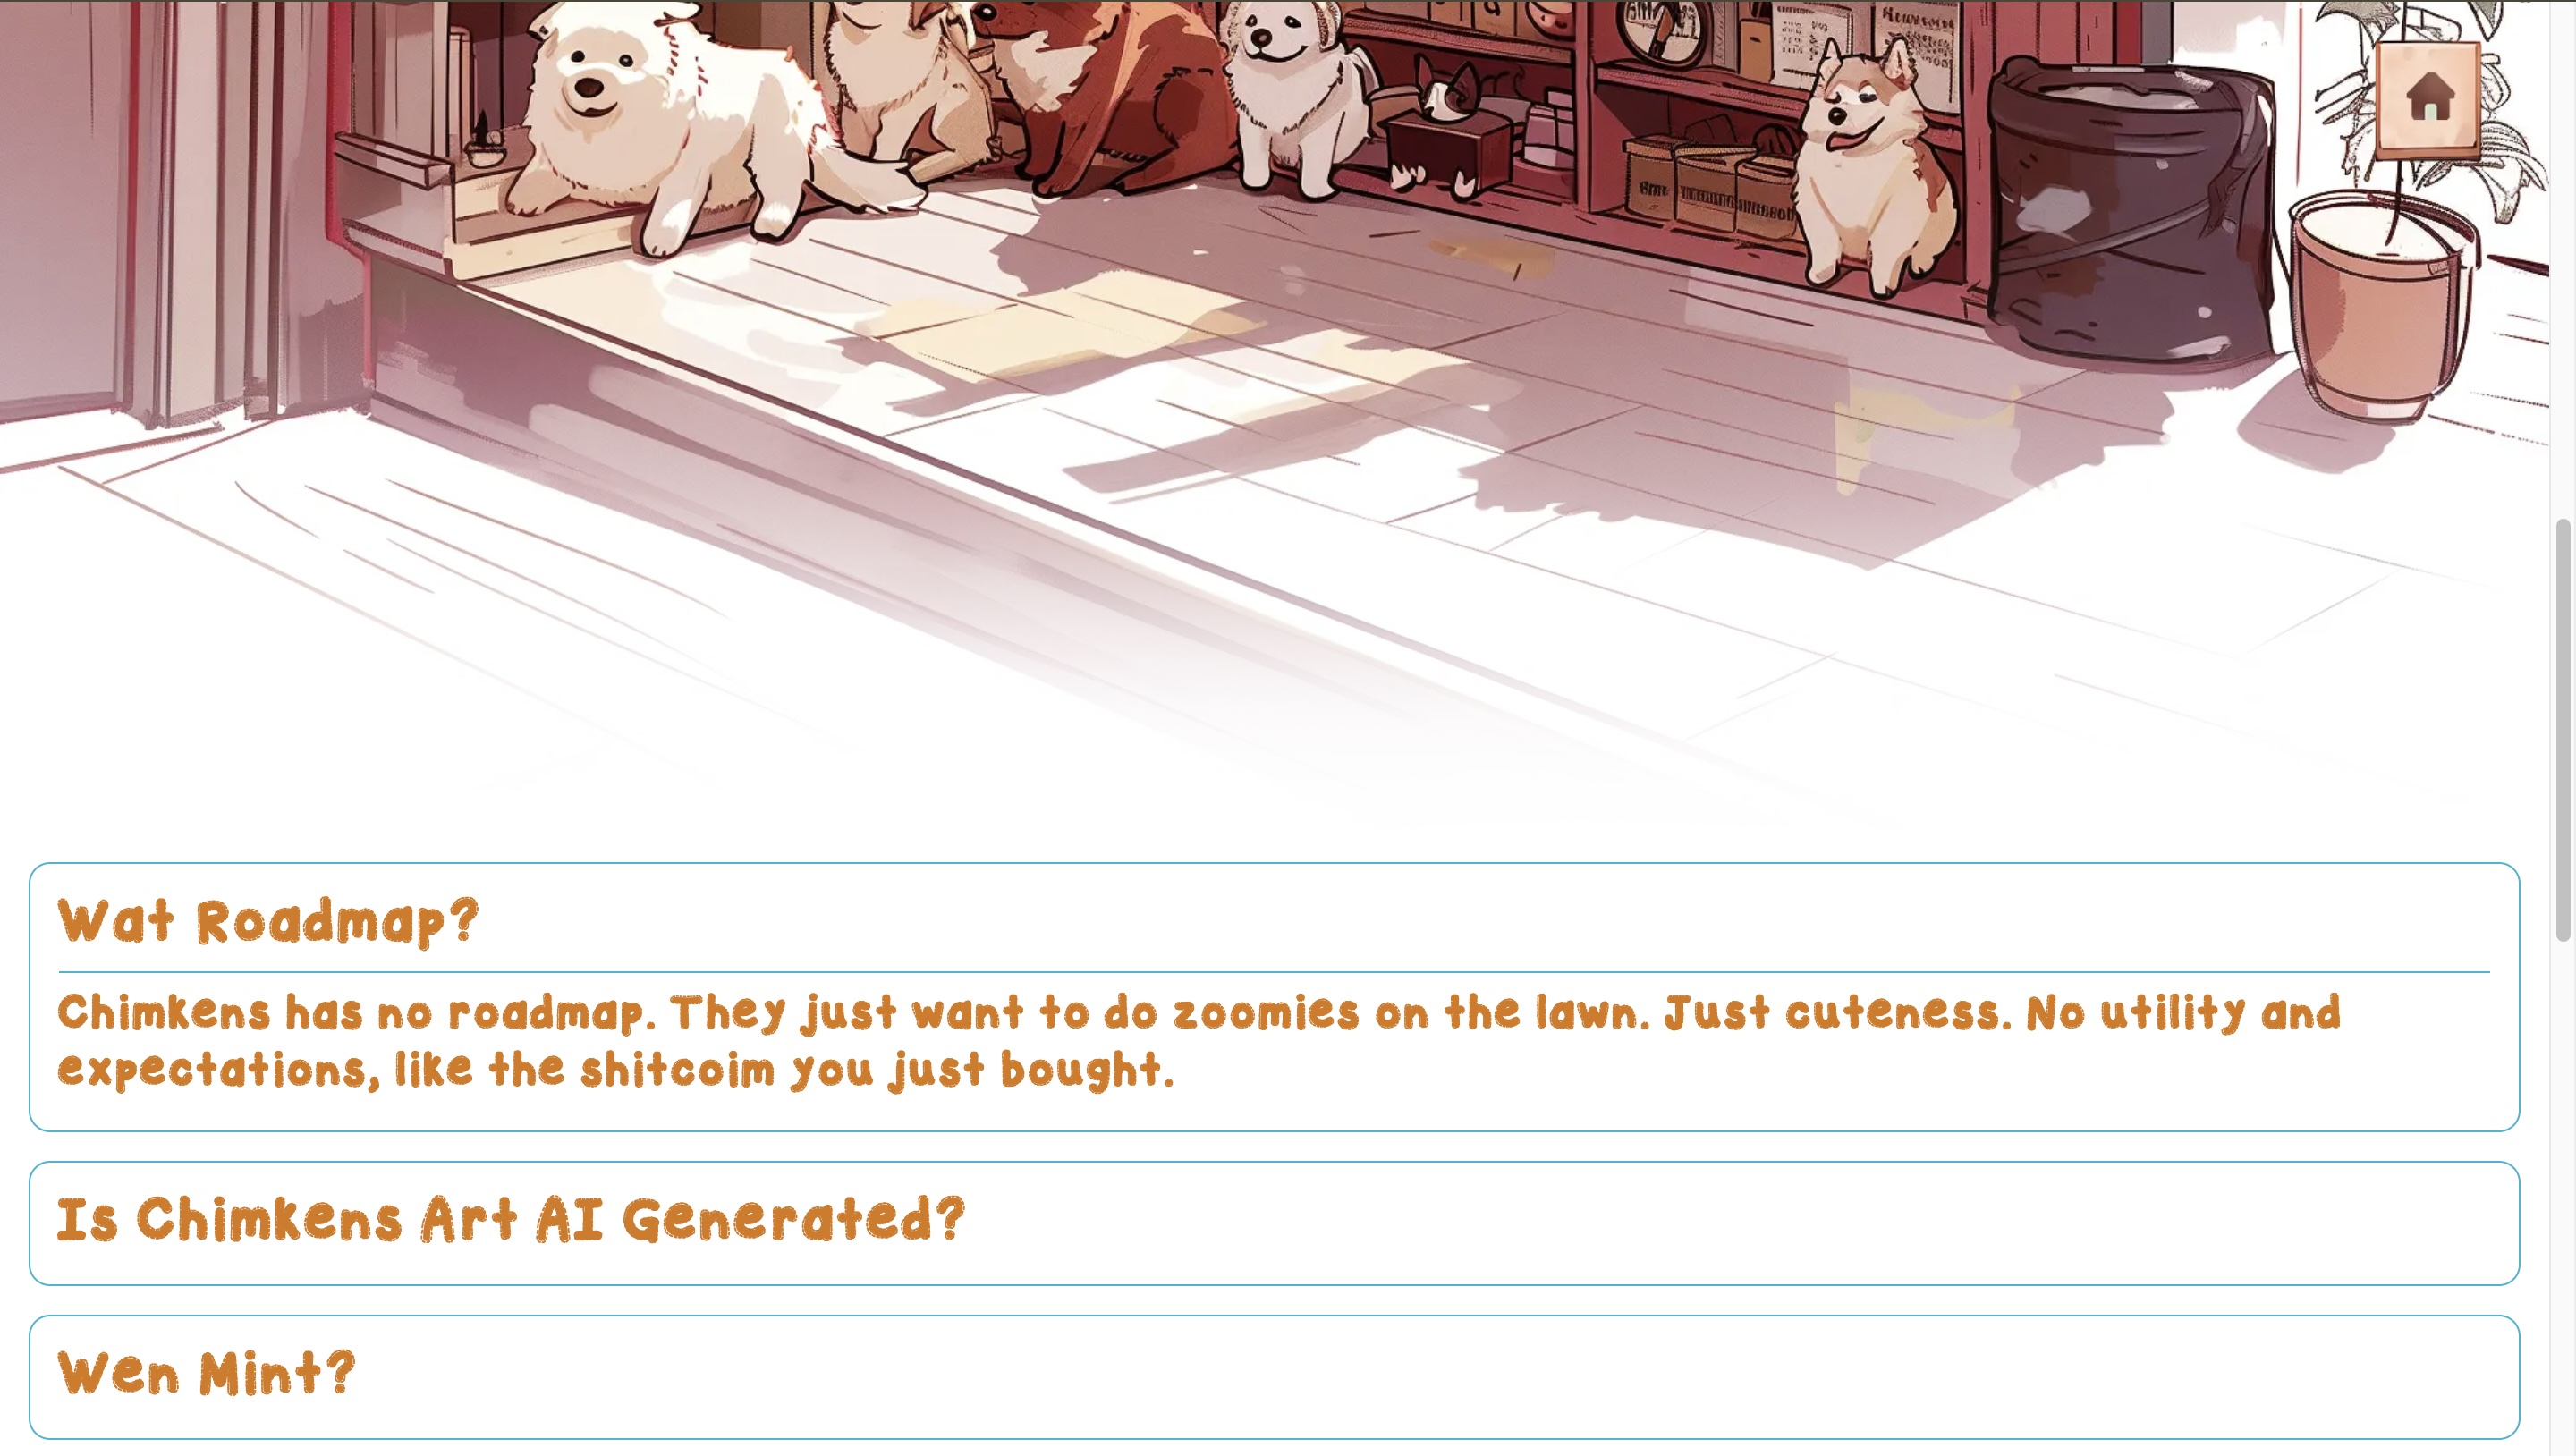 Wat Roadmap?
Chimkens has no roadmap. They just want to do zoomies on the lawn. Just cuteness. No utility and
expectations, like the shitcoim you just bought.
Is Chimkens Art AI Generated?
Wen Mint?